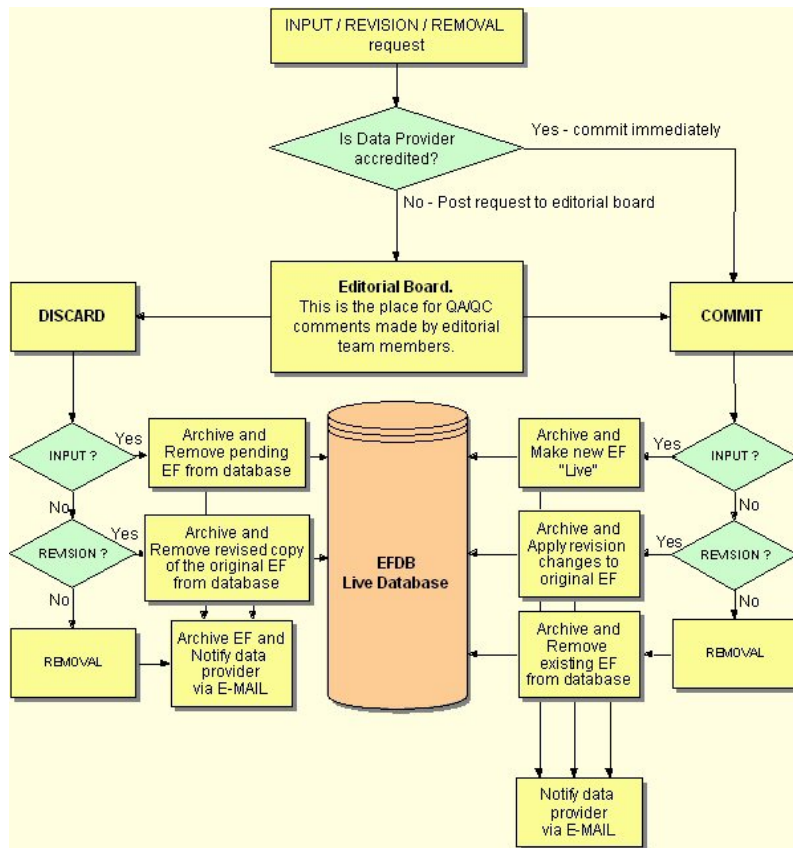 INPUT / REVISION / REMOVAL
request
Is Data Provider
accredited?
Yes - commit immediately
No - Post request to editorial board
Editorial Board.
This is the place for QA/QC
comments made by editorial
team members.
DISCARD
COMMIT
INPUT ?
Yes
Archive and
Remove pending
EF from database
No
REVISION ?
Yes
Archive and
Remove revised copy
of the original EF
from database
No
REMOVAL
Archive EF and
Notify data
provider
via E-MAIL
EFDB
Live Database
Archive and
Make new EF
"Live"
Yes
INPUT ?
No
Archive and
Apply revision
changes to
original EF
Yes
REVISION ?
No
Archive and
Remove
existing EF
from database
REMOVAL
Notify data
provider
via E-MAIL